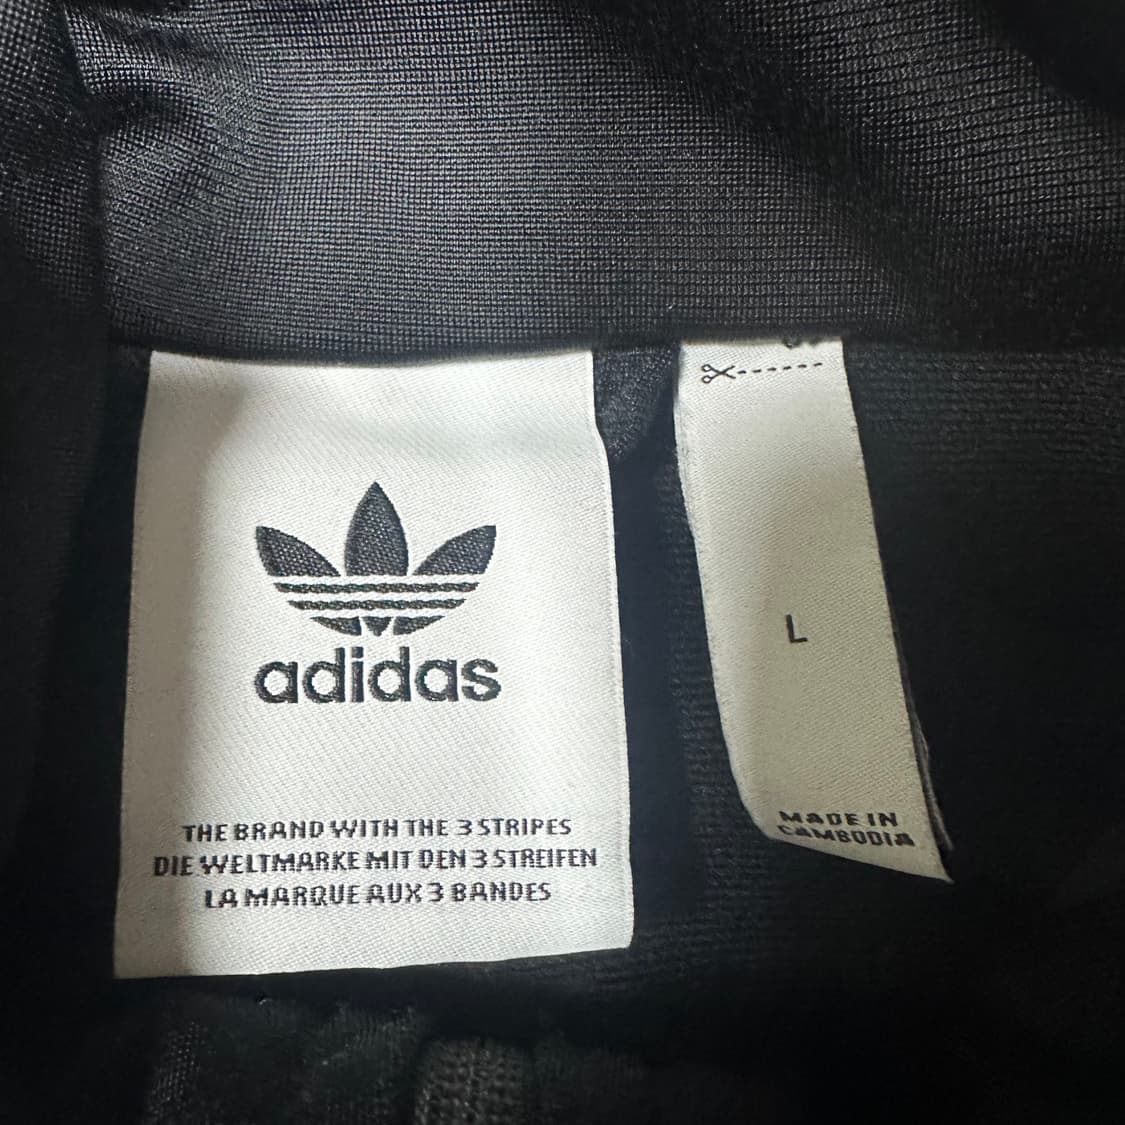 adidas
THE BRAND WITH THE 3 STRIPES
DIE WELTMARKE MIT DEN 3 STREIFEN
LA MARQUE AUX 3 BANDES
L
MADE IN
CAMBODIA